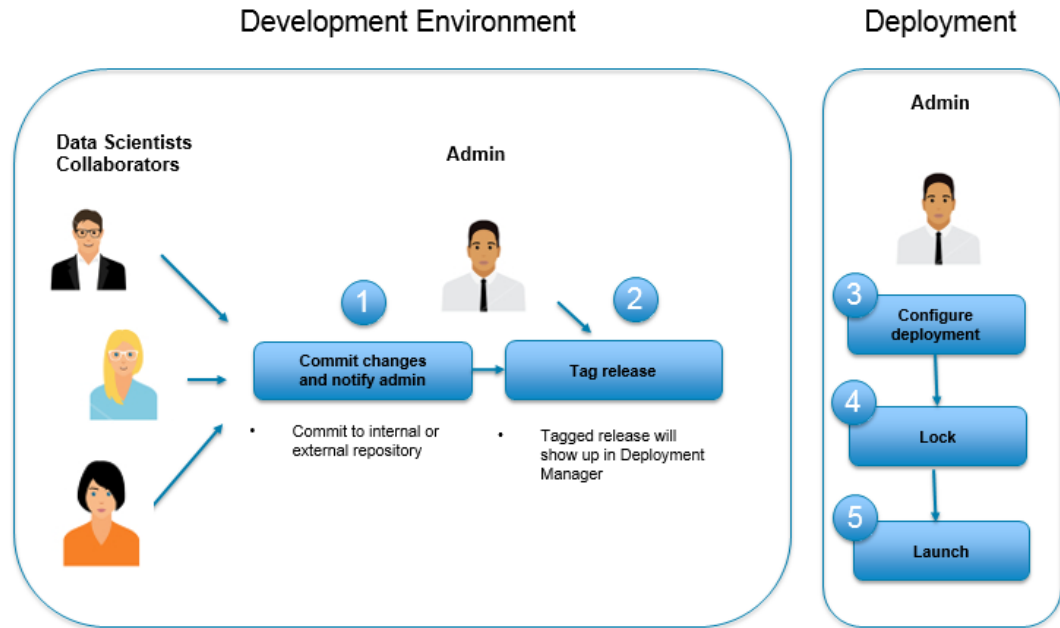 Development Environment
Deployment
Data Scientists
Collaborators
Admin
1
2
Commit changes
and notify admin
Tag release
• Commit to internal or
external repository
• Tagged release will
show up in Deployment
Manager
Admin
3
Configure
deployment
4
Lock
5
Launch